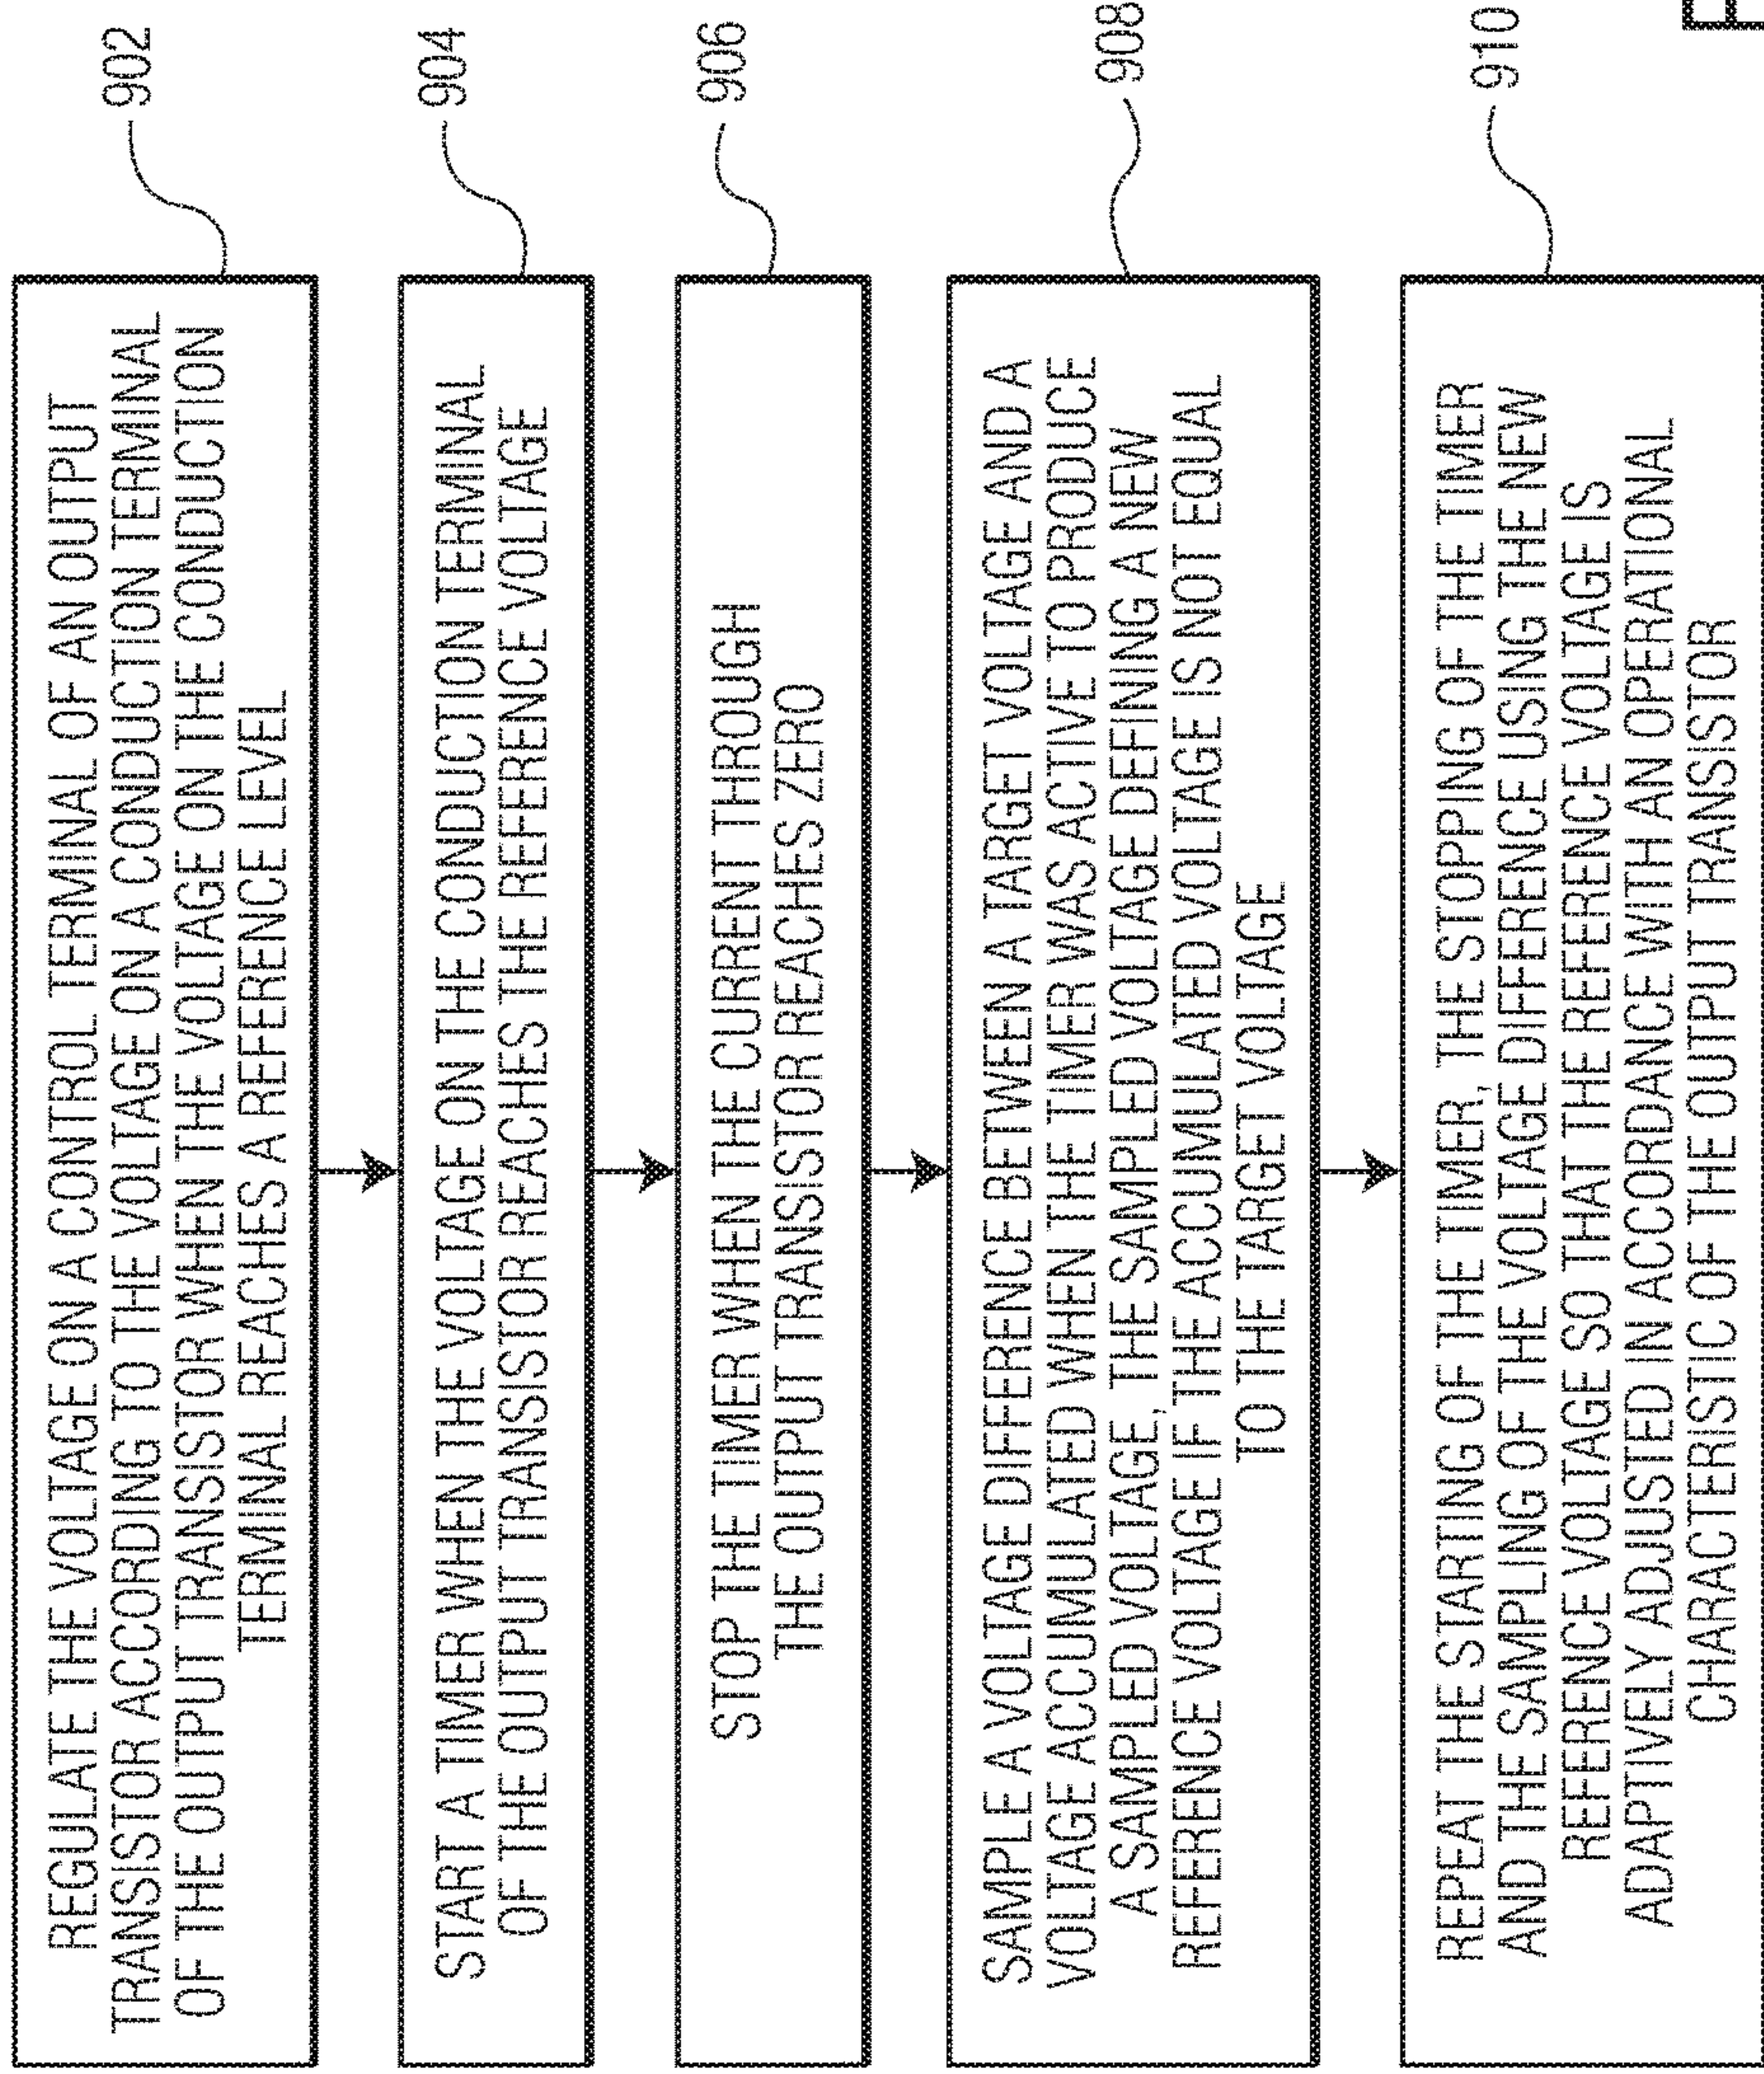 REGULATE THE VOLTAGE ON A CONTROL TERMINAL OF AN OUTPUT
TRANSISTOR ACCORDING TO THE VOLTAGE ON A CONDUCTION TERMINAL
OF THE OUTPUT TRANSISTOR WHEN THE VOLTAGE ON THE CONDUCTION
TERMINAL REACHES A REFERENCE LEVEL
902
START A TIMER WHEN THE VOLTAGE ON THE CONDUCTION TERMINAL
OF THE OUTPUT TRANSISTOR REACHES THE REFERENCE VOLTAGE
904
STOP THE TIMER WHEN THE CURRENT THROUGH
THE OUTPUT TRANSISTOR REACHES ZERO
906
SAMPLE A VOLTAGE DIFFERENCE BETWEEN A TARGET VOLTAGE AND A
VOLTAGE ACCUMULATED WHEN THE TIMER WAS ACTIVE TO PRODUCE
A SAMPLED VOLTAGE, THE SAMPLED VOLTAGE DEFINING A NEW
REFERENCE VOLTAGE IF THE ACCUMULATED VOLTAGE IS NOT EQUAL
TO THE TARGET VOLTAGE
908
REPEAT THE STARTING OF THE TIMER, THE STOPPING OF THE TIMER
AND THE SAMPLING OF THE VOLTAGE DIFFERENCE USING THE NEW
REFERENCE VOLTAGE SO THAT THE REFERENCE VOLTAGE IS
ADAPTIVELY ADJUSTED IN ACCORDANCE WITH AN OPERATIONAL
CHARACTERISTIC OF THE OUTPUT TRANSISTOR
910